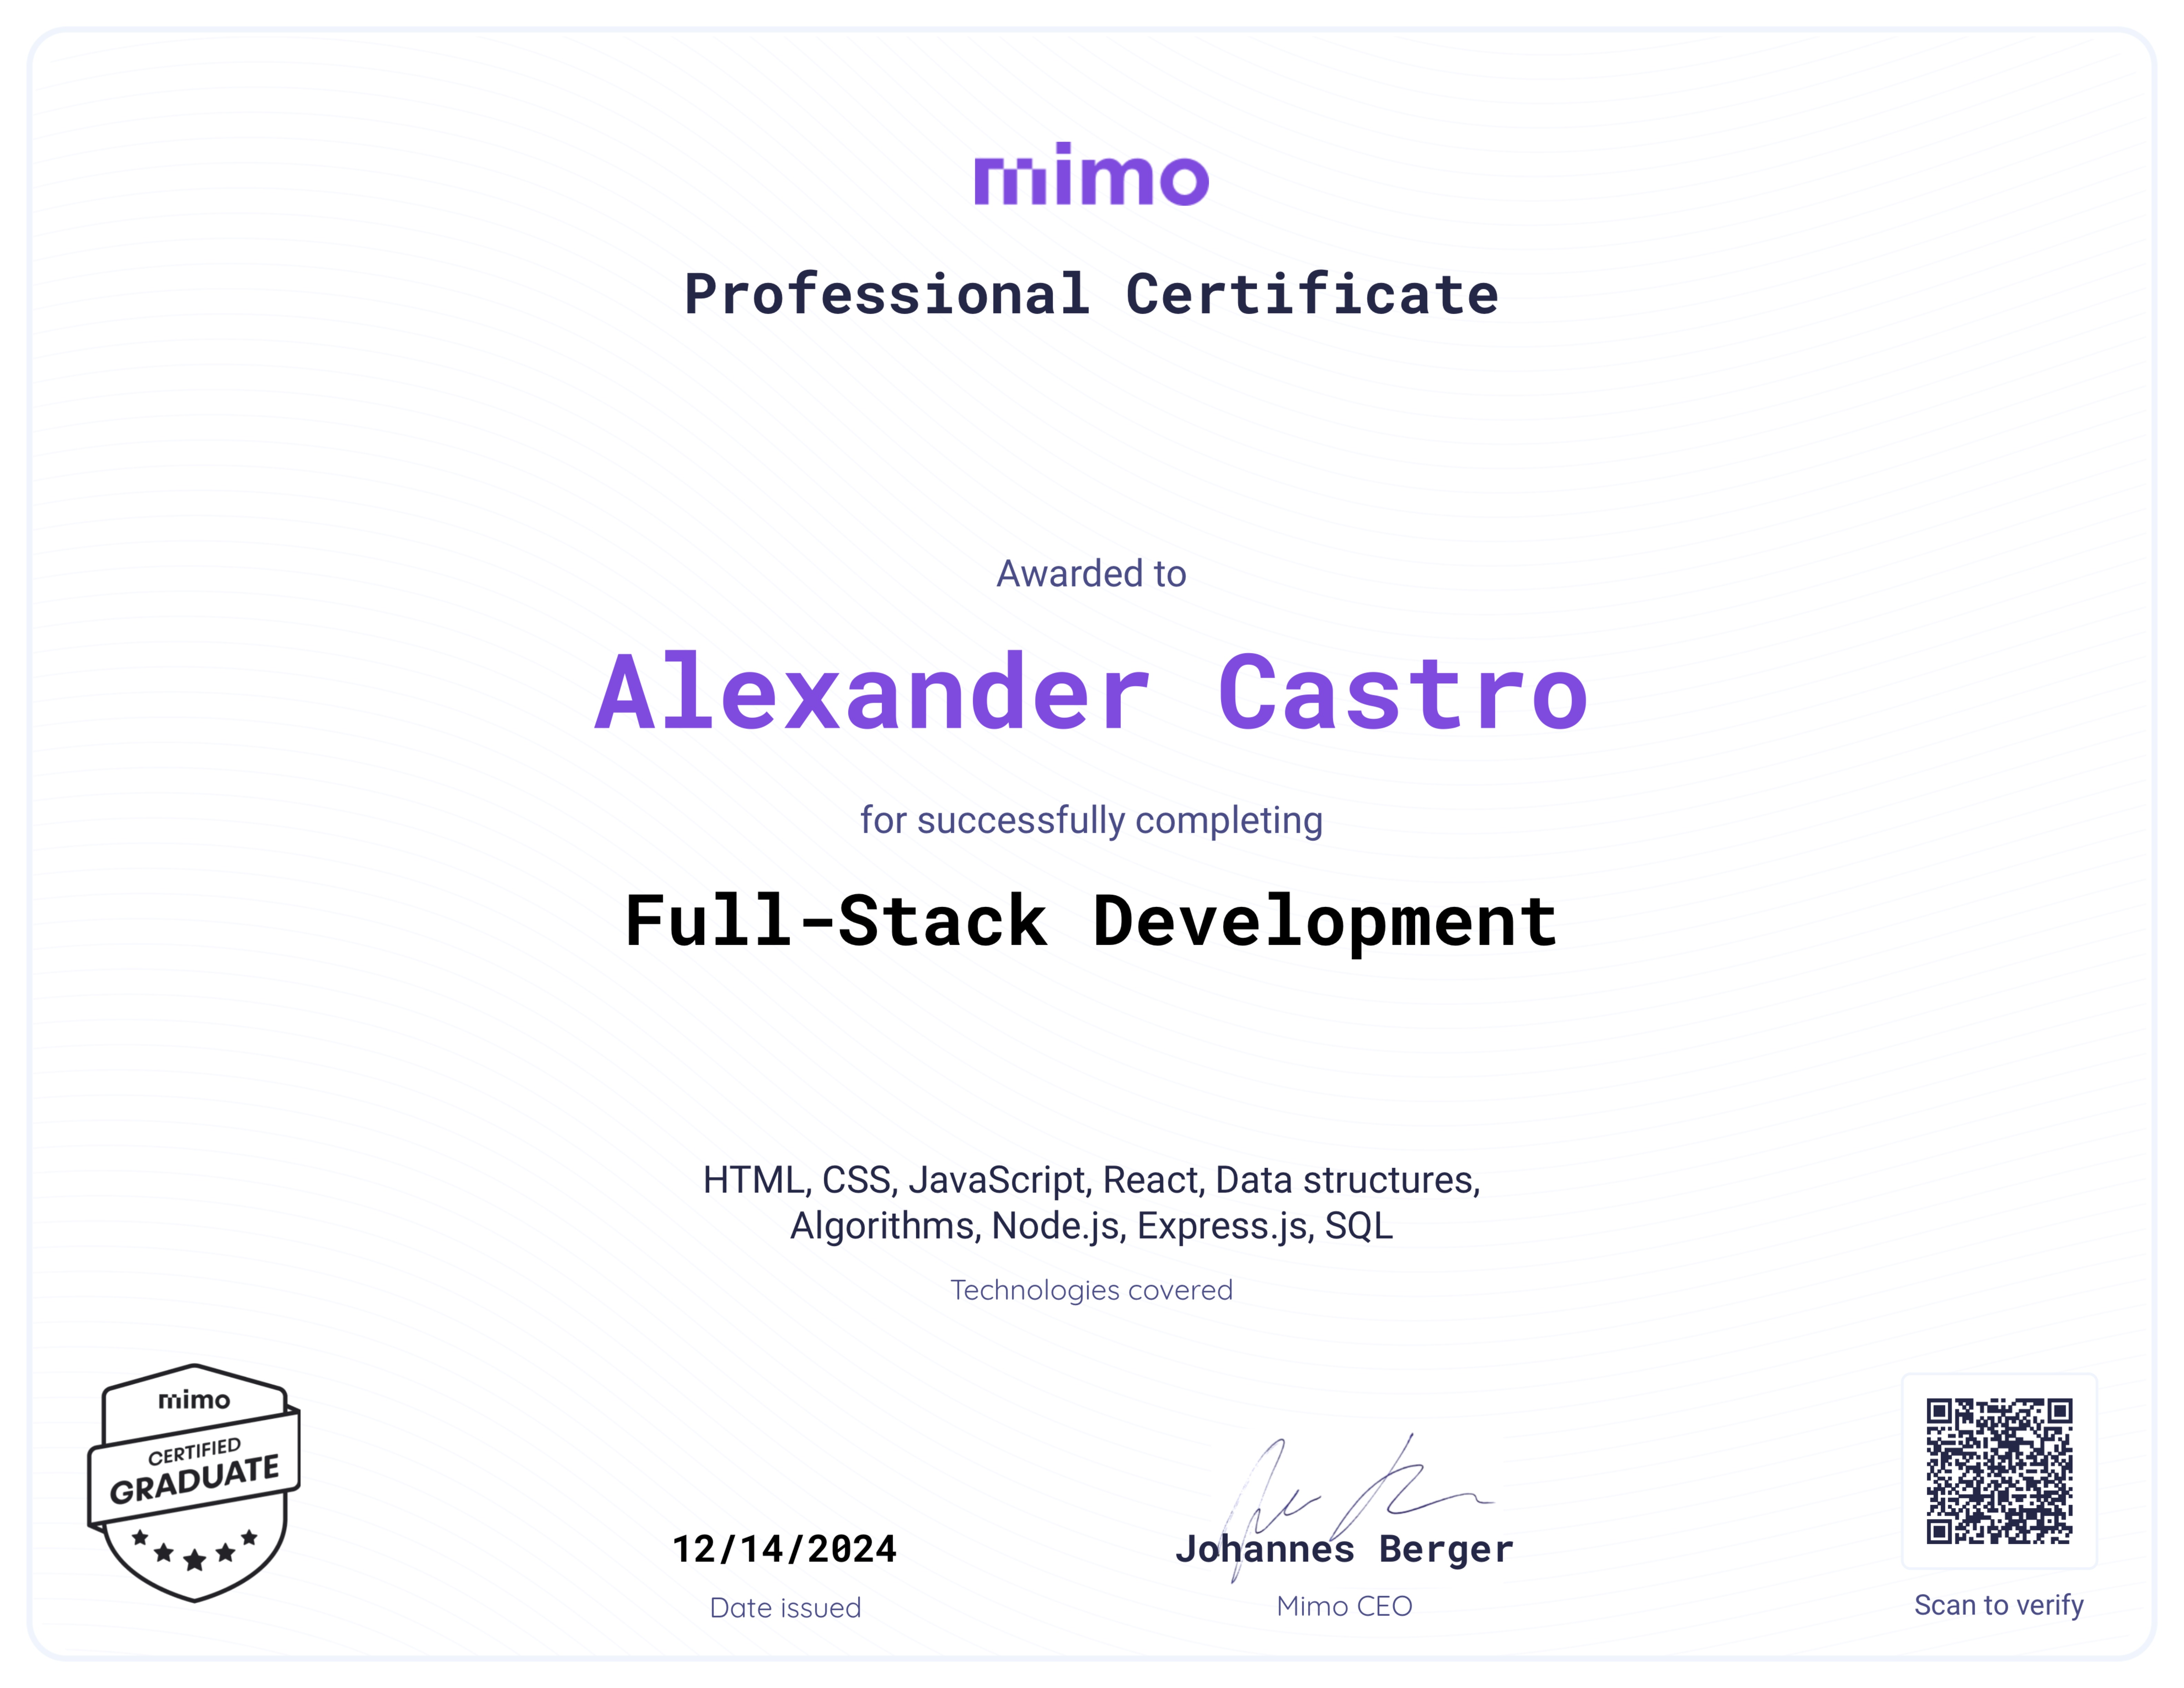 mimo
Professional Certificate
Awarded to
Alexander Castro
for successfully completing
Full-Stack Development
HTML, CSS, JavaScript, React, Data structures,
Algorithms, Node.js, Express.js, SQL
Technologies covered
mimo
CERTIFIED
GRADUATE
12/14/2024
Date issued
Johannes Berger
Mimo CEO
Scan to verify